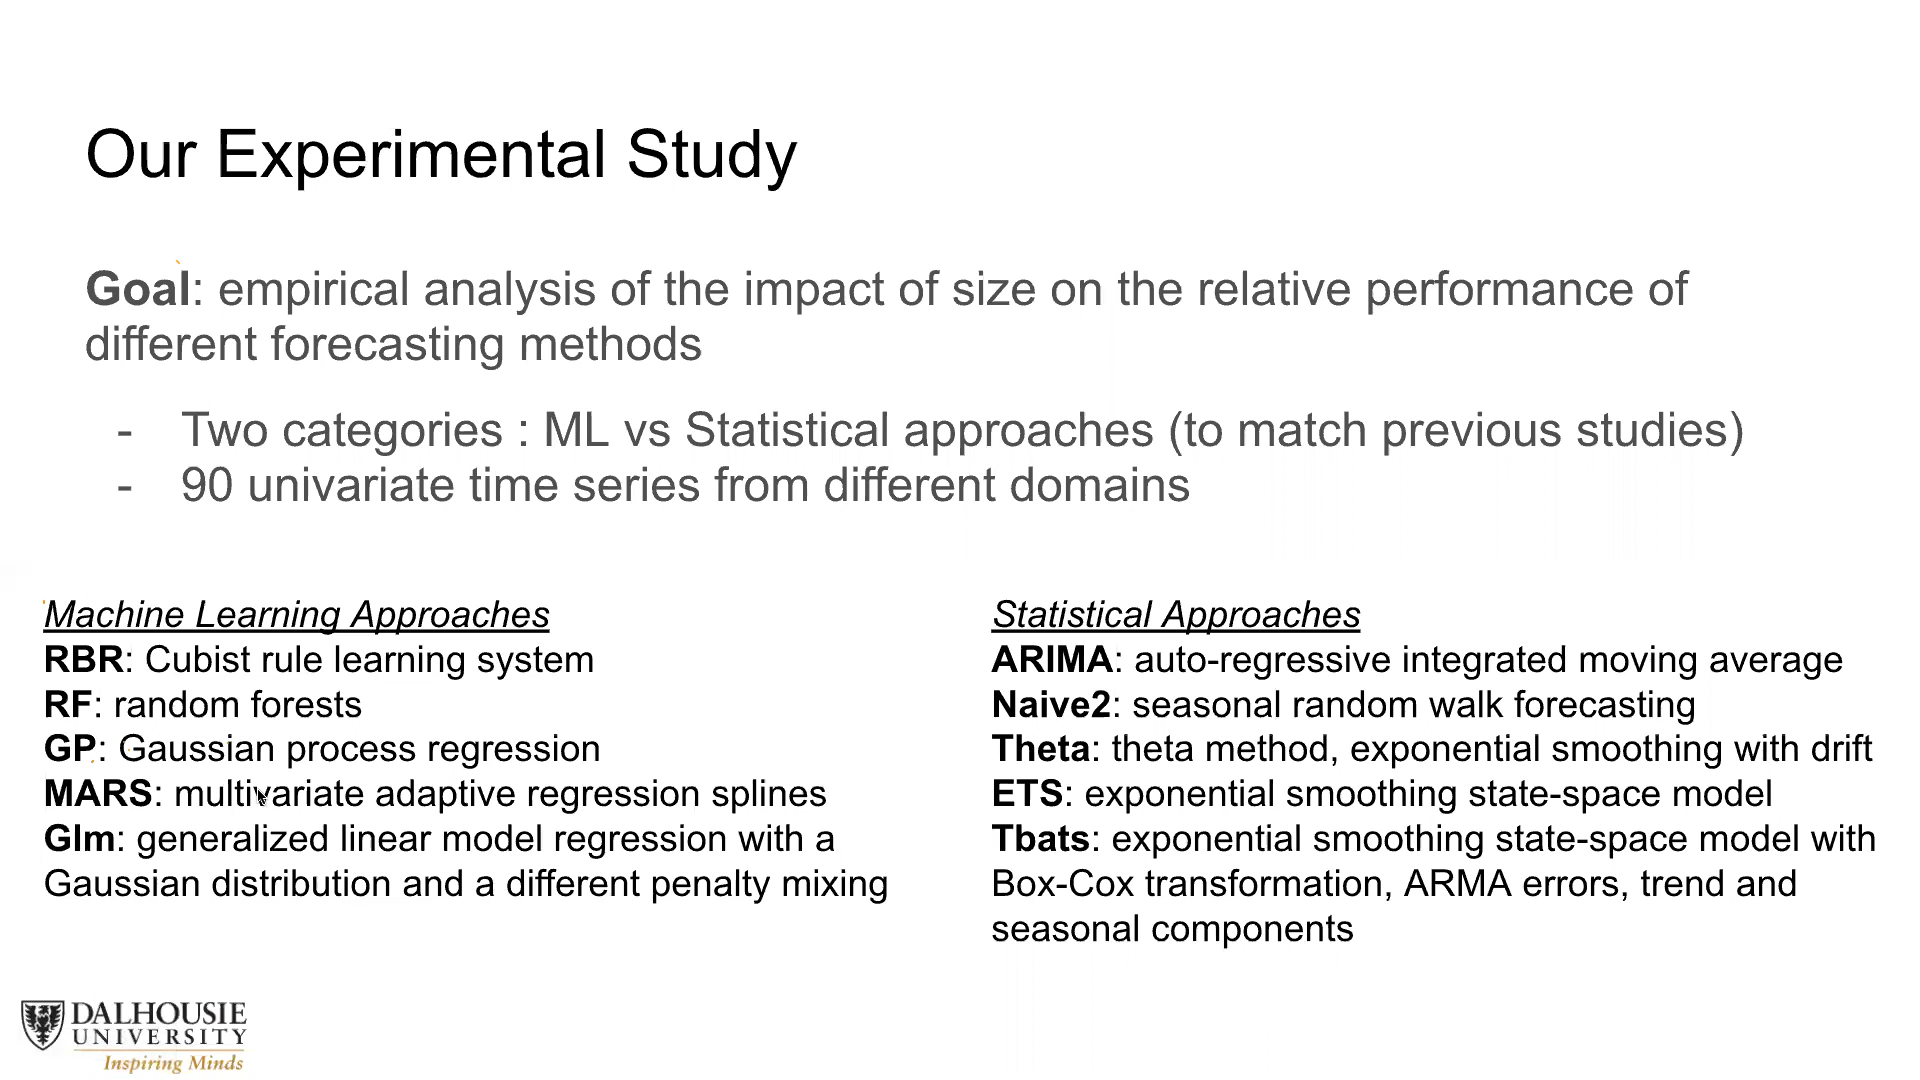 Our Experimental Study
Goal: empirical analysis of the impact of size on the relative performance of
different forecasting methods
- Two categories : ML vs Statistical approaches (to match previous studies)
- 90 univariate time series from different domains
Machine Learning Approaches
RBR: Cubist rule learning system
RF: random forests
GP: Gaussian process regression
MARS: multivariate adaptive regression splines
Glm: generalized linear model regression with a
Gaussian distribution and a different penalty mixing
Statistical Approaches
ARIMA: auto-regressive integrated moving average
Naive2: seasonal random walk forecasting
Theta: theta method, exponential smoothing with drift
ETS: exponential smoothing state-space model
Tbats: exponential smoothing state-space model with
Box-Cox transformation, ARMA errors, trend and
seasonal components
DALHOUSIE
UNIVERSITY
Inspiring Minds